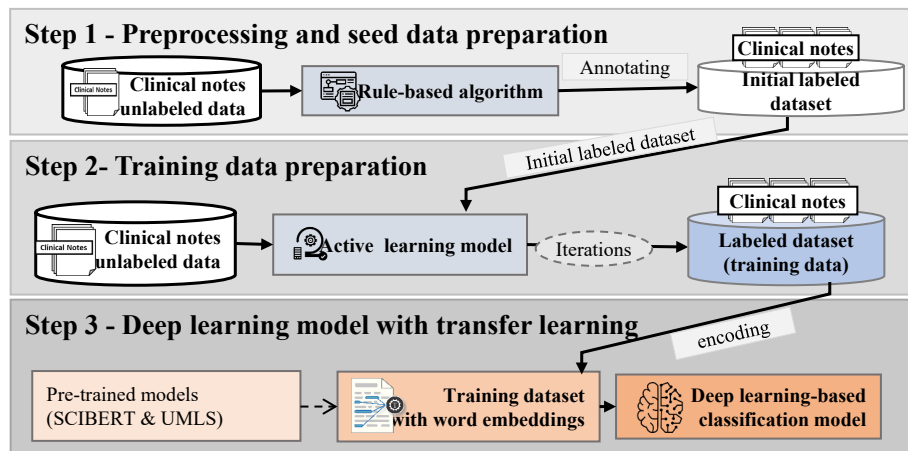 Step 1 - Preprocessing and seed data preparation
Clinical Notes
Clinical notes
unlabeled data
Rule-based algorithm
Annotating
Clinical notes
Initial labeled
dataset
Initial labeled dataset
Step 2- Training data preparation
Clinical Notes
Clinical notes
unlabeled data
Active learning model
Iterations
Clinical notes
Labeled dataset
(training data)
Step 3 - Deep learning model with transfer learning
encoding
Pre-trained models
(SCIBERT & UMLS)
Training dataset
with word embeddings
Deep learning-based
classification model